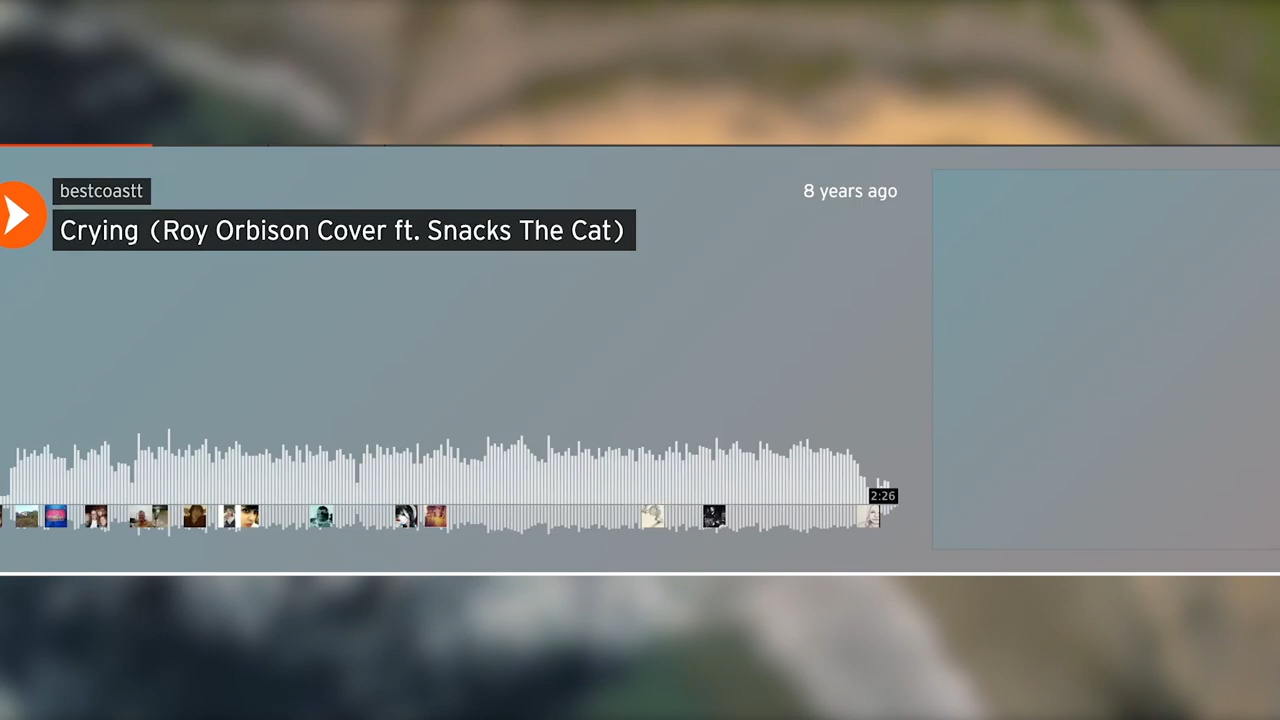 bestcoastt
8 years ago
Crying (Roy Orbison Cover ft. Snacks The Cat)
2:26